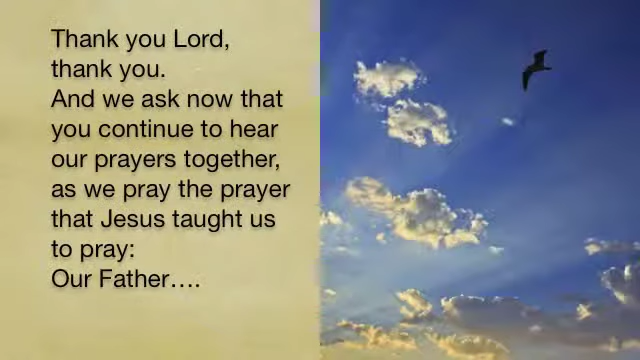 Thank you Lord,
thank you.
And we ask now that
you continue to hear
our prayers together,
as we pray the prayer
that Jesus taught us
to pray:
Our Father….